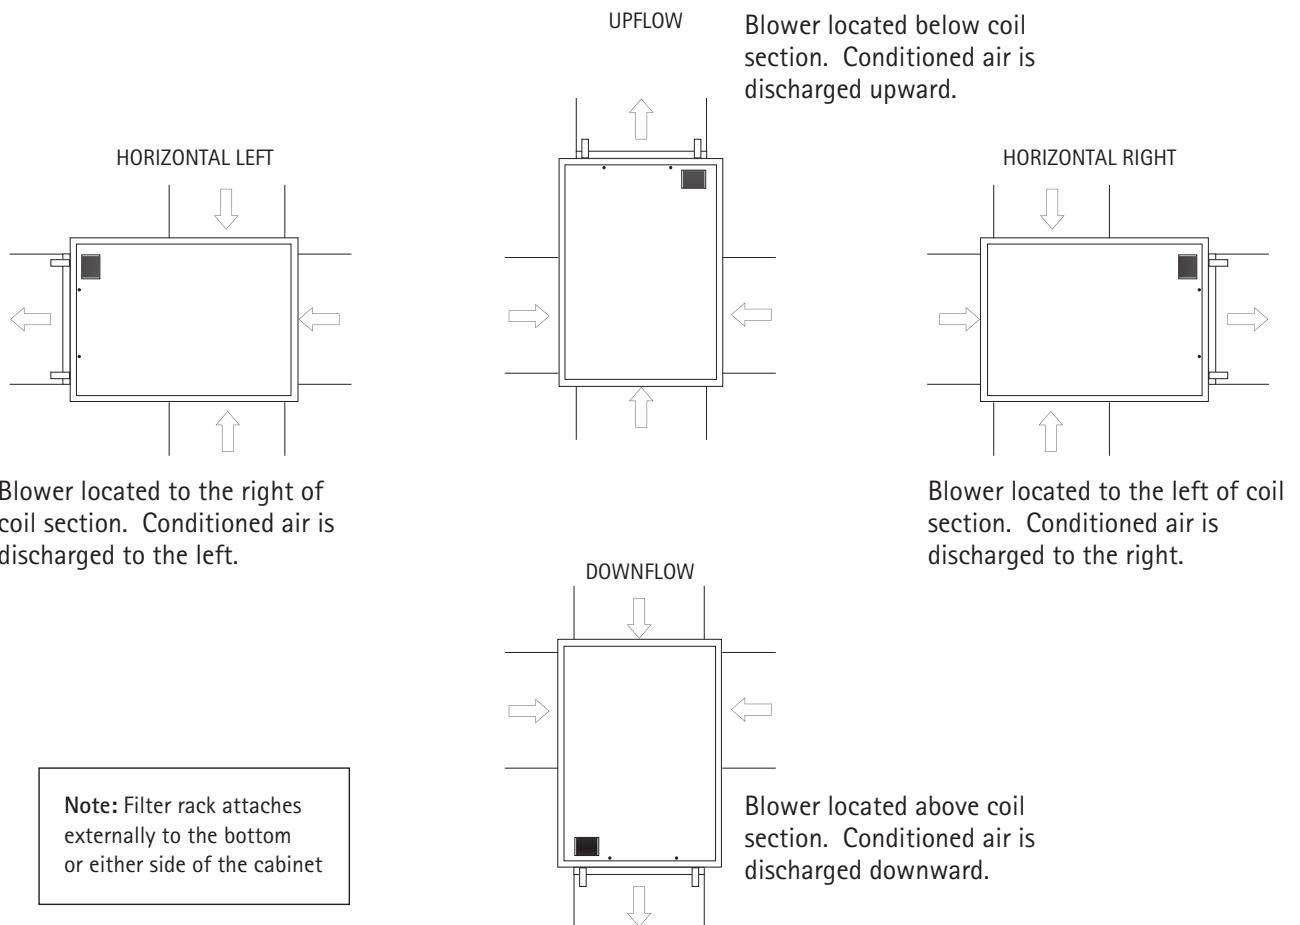 UPFLOW
Blower located below coil
section.  Conditioned air is
discharged upward.
HORIZONTAL LEFT
HORIZONTAL RIGHT
Blower located to the right of
coil section.  Conditioned air is
discharged to the left.
Blower located to the left of coil
section.  Conditioned air is
discharged to the right.
DOWNFLOW
Note: Filter rack attaches
externally to the bottom
or either side of the cabinet
Blower located above coil
section.  Conditioned air is
discharged downward.